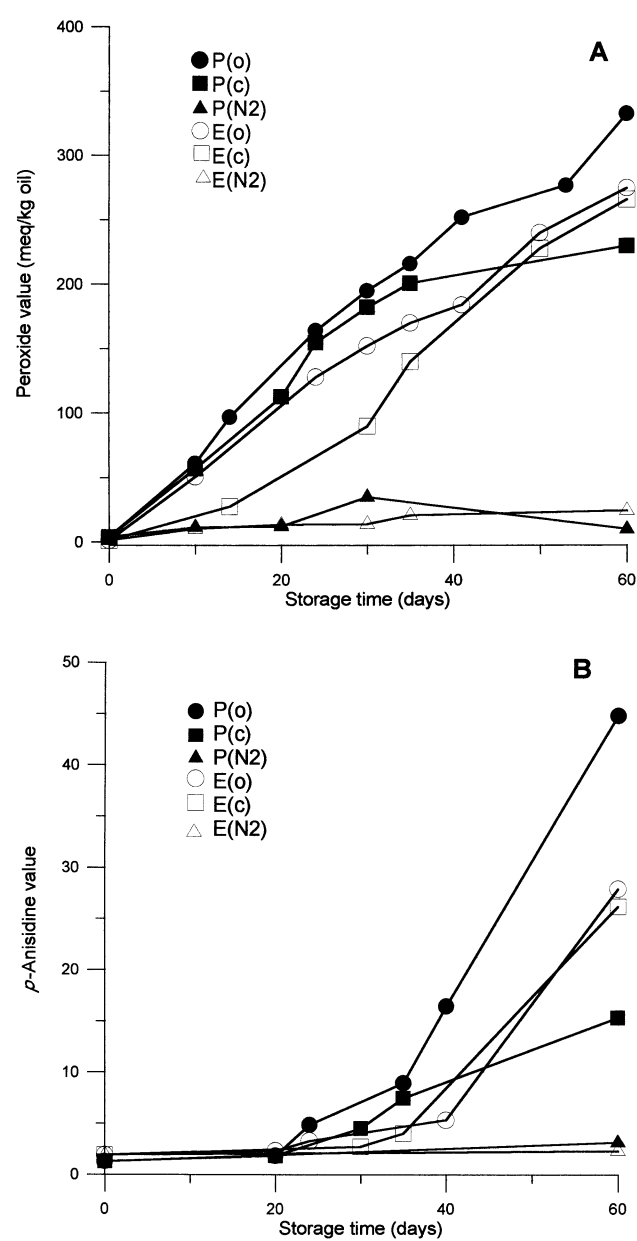 400
A
P(o)
P(c)
P(N2)
E(o)
E(c)
E(N2)
300
200
100
0
Peroxide value (meq/kg oil)
0 20 40 60
Storage time (days)
50
B
P(o)
P(c)
P(N2)
E(o)
E(c)
E(N2)
40
30
20
10
0
p-Anisidine value
0 20 40 60
Storage time (days)